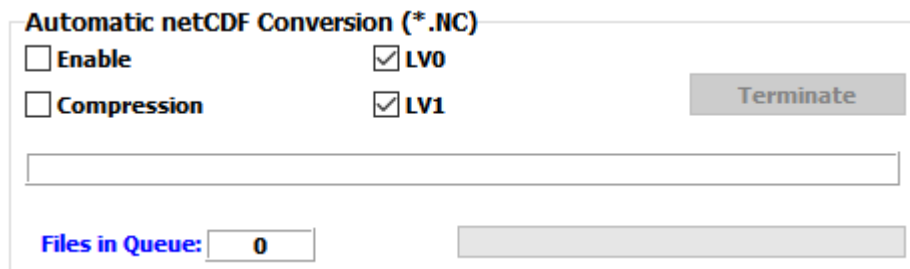 Automatic netCDF Conversion (*.NC)
Enable LV0
Compression LV1
Terminate
Files in Queue: 0